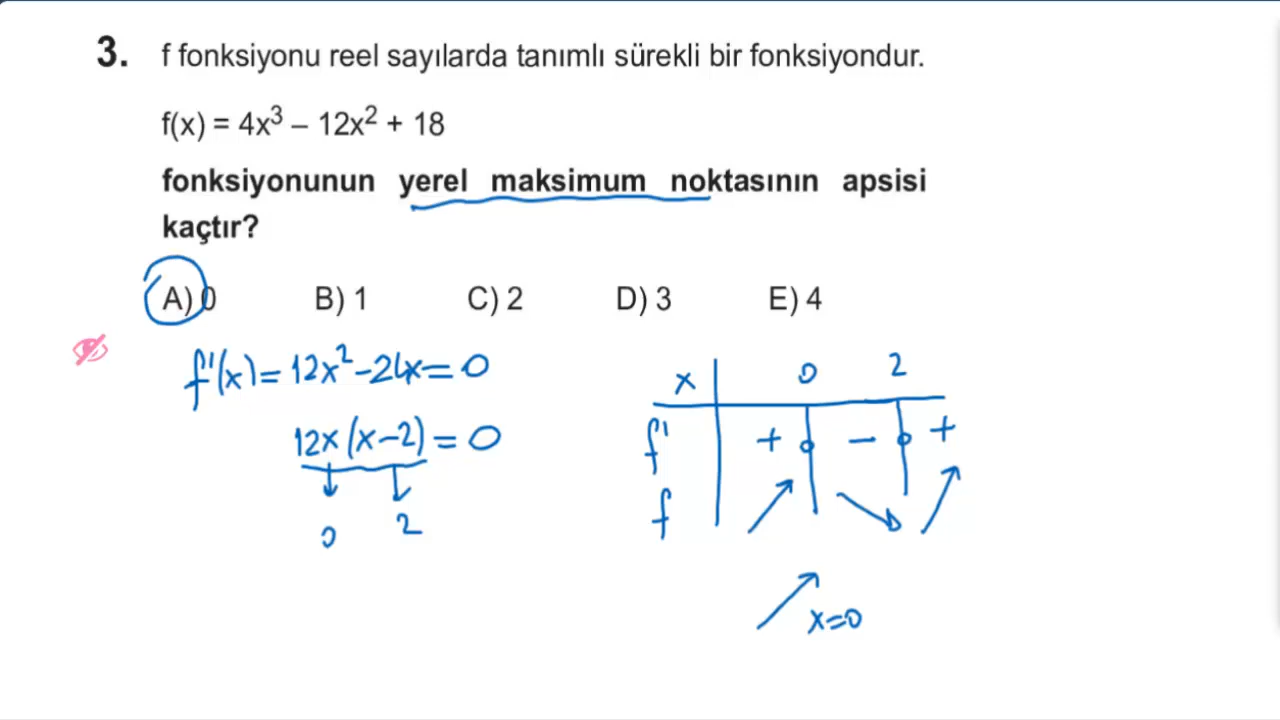 3. f fonksiyonu reel sayılarda tanımlı sürekli bir fonksiyondur.
f(x) = 4x³ – 12x² + 18
fonksiyonunun yerel maksimum noktasının apsisi
kaçtır?
A) 0 B) 1 C) 2 D) 3 E) 4
f'(x) = 12x² - 24x = 0
12x (x-2) = 0
0 2
x 0 2
f' + - +
f
x=0